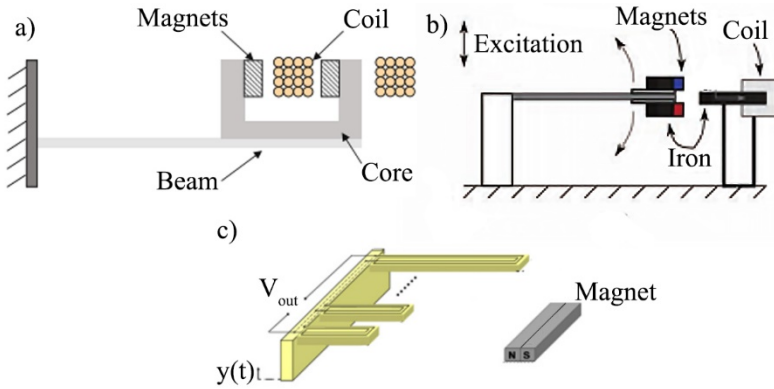 a)
Magnets
Coil
Beam
Core
b)
Excitation
Magnets
Coil
Iron
c)
Vout
y(t)
Magnet
N S